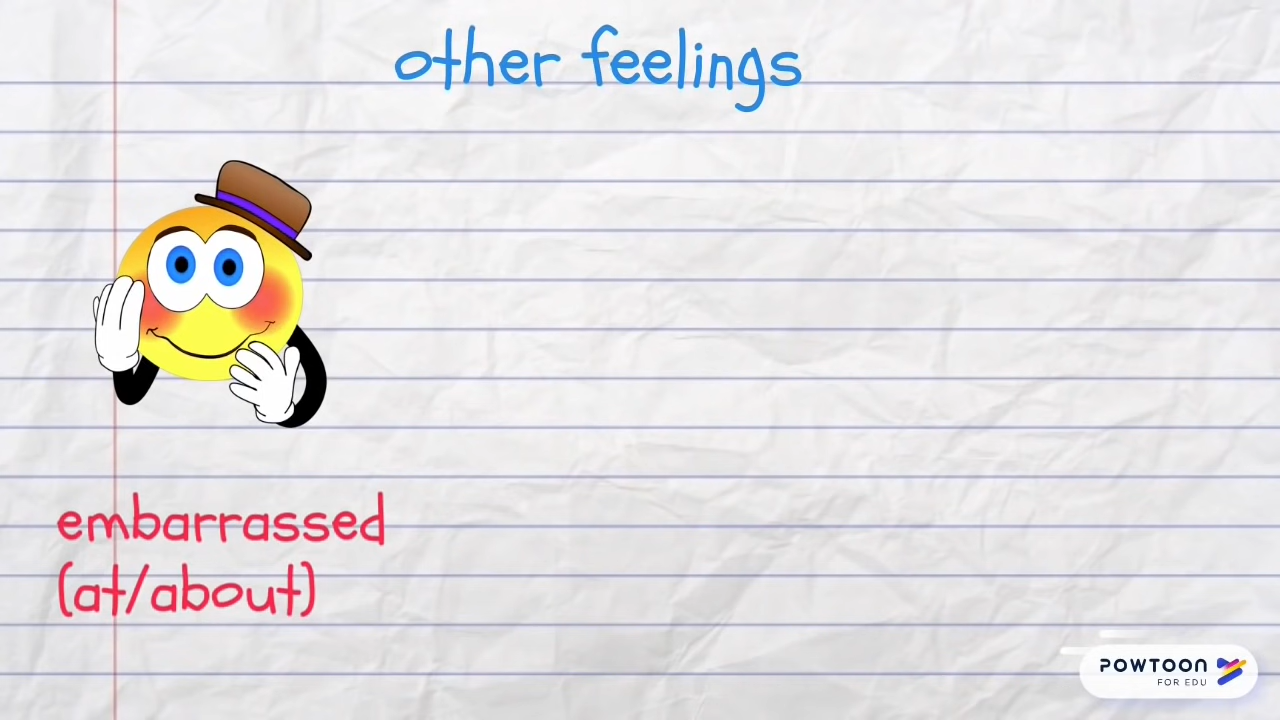 other feelings
embarrassed
(at/about)
POWTOON
FOR EDU